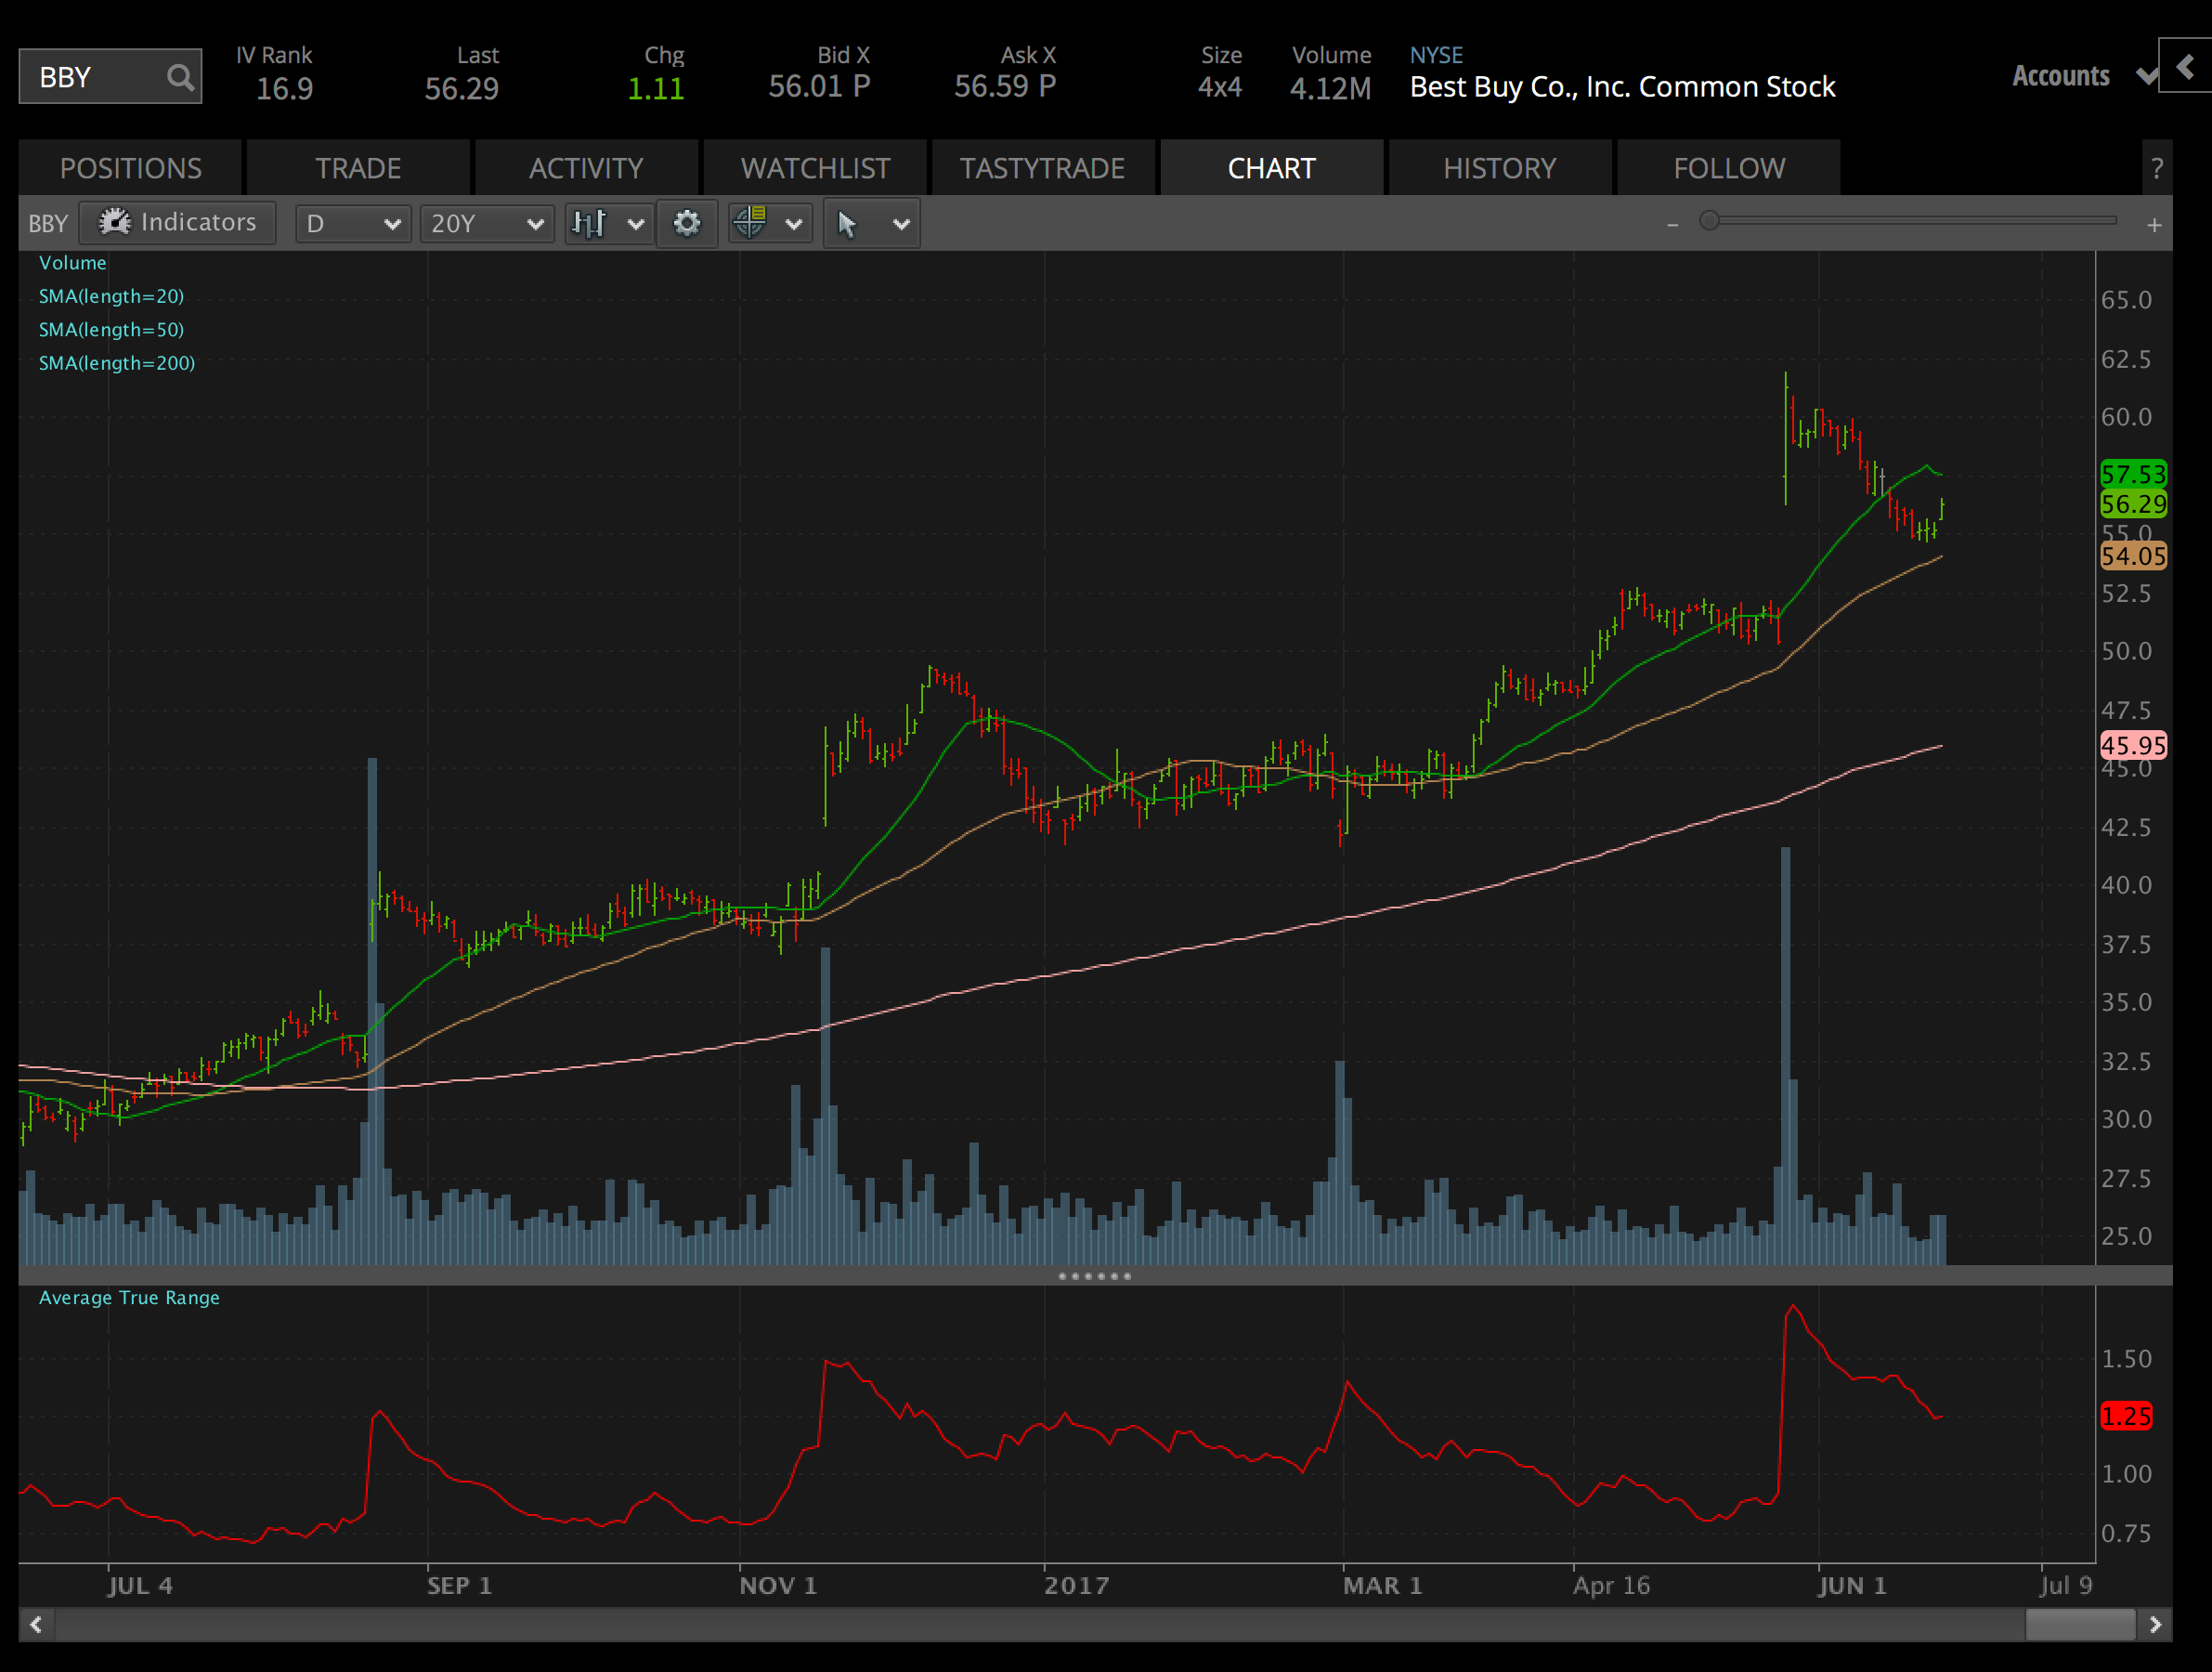 BBY
IV Rank
16.9
Last
56.29
Chg
1.11
Bid X
56.01 P
Ask X
56.59 P
Size
4x4
Volume
4.12M
NYSE
Best Buy Co., Inc. Common Stock
Accounts
POSITIONS
TRADE
ACTIVITY
WATCHLIST
TASTYTRADE
CHART
HISTORY
FOLLOW
?
BBY
Indicators
D
20Y
–
+
Volume
SMA(length=20)
SMA(length=50)
SMA(length=200)
65.0
62.5
60.0
57.53
56.29
55.0
54.05
52.5
50.0
47.5
45.95
45.0
42.5
40.0
37.5
35.0
32.5
30.0
27.5
25.0
Average True Range
1.50
1.25
1.00
0.75
JUL 4
SEP 1
NOV 1
2017
MAR 1
Apr 16
JUN 1
Jul 9